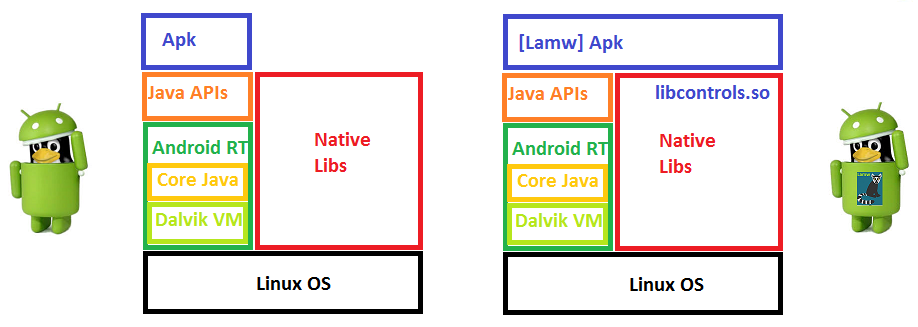 Apk
Java APIs
Android RT
Core Java
Dalvik VM
Native
Libs
Linux OS
[Lamw] Apk
Java APIs
libcontrols.so
Android RT
Core Java
Dalvik VM
Native
Libs
Linux OS